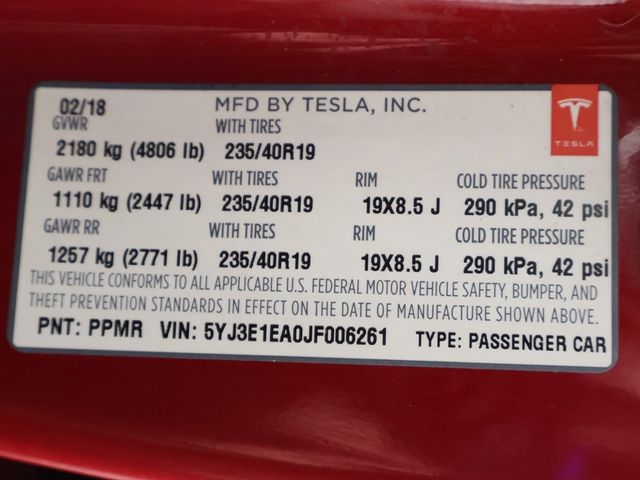 02/18 MFD BY TESLA, INC.
GVWR WITH TIRES
2180 kg (4806 lb) 235/40R19
GAWR FRT WITH TIRES RIM COLD TIRE PRESSURE
1110 kg (2447 lb) 235/40R19 19X8.5 J 290 kPa, 42 psi
GAWR RR WITH TIRES RIM COLD TIRE PRESSURE
1257 kg (2771 lb) 235/40R19 19X8.5 J 290 kPa, 42 psi
THIS VEHICLE CONFORMS TO ALL APPLICABLE U.S. FEDERAL MOTOR VEHICLE SAFETY, BUMPER, AND
THEFT PREVENTION STANDARDS IN EFFECT ON THE DATE OF MANUFACTURE SHOWN ABOVE.
PNT: PPMR VIN: 5YJ3E1EA0JF006261 TYPE: PASSENGER CAR
TESLA